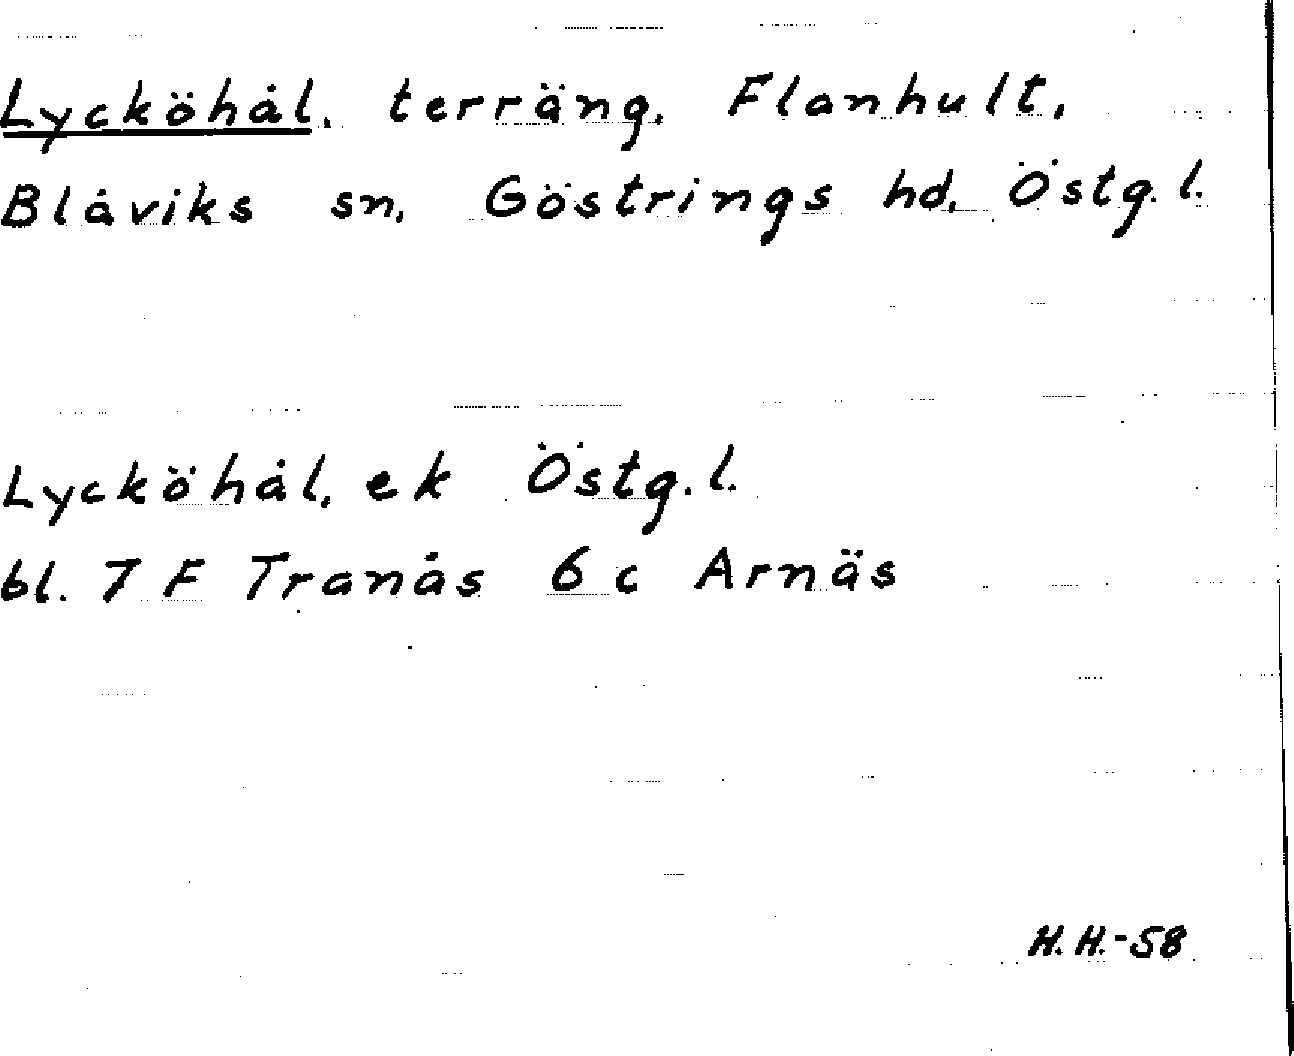 Lycköhål, terräng, Flanhult,
Blåviks sn, Göstrings hd, Östg. l.
Lycköhål, ek Östg. l.
bl. 7 F Tranås 6 c Arnäs
H. H. -58